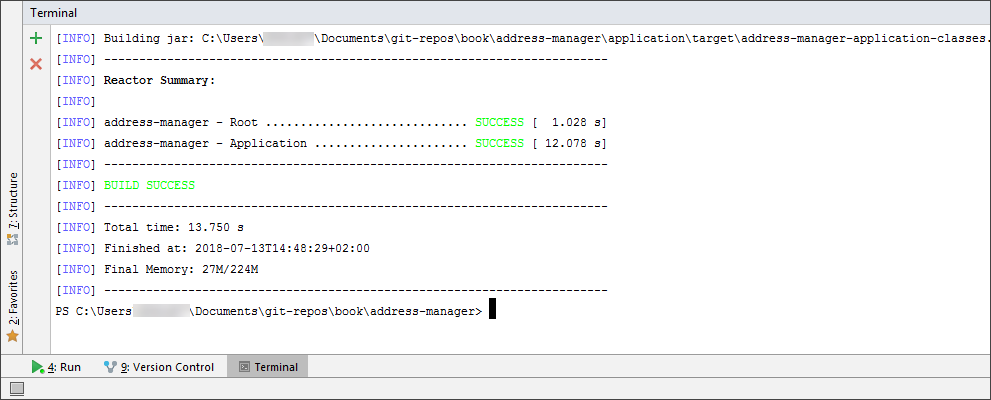 Terminal
[INFO] Building jar: C:\Users\ \Documents\git-repos\book\address-manager\application\target\address-manager-application-classes.
[INFO] ------------------------------------------------------------------------
[INFO] Reactor Summary:
[INFO]
[INFO] address-manager - Root ............................. SUCCESS [  1.028 s]
[INFO] address-manager - Application ...................... SUCCESS [ 12.078 s]
[INFO] ------------------------------------------------------------------------
[INFO] BUILD SUCCESS
[INFO] ------------------------------------------------------------------------
[INFO] Total time: 13.750 s
[INFO] Finished at: 2018-07-13T14:48:29+02:00
[INFO] Final Memory: 27M/224M
[INFO] ------------------------------------------------------------------------
PS C:\Users \Documents\git-repos\book\address-manager>
7: Structure
2: Favorites
4: Run
9: Version Control
Terminal